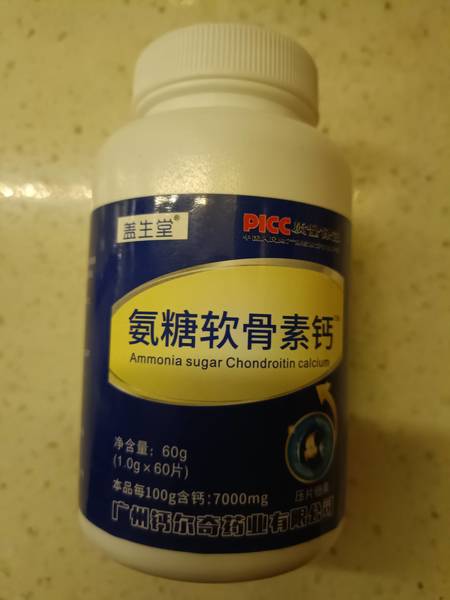 盖生堂®
PICC
氨糖软骨素钙
Ammonia sugar Chondroitin calcium
净含量：60g
(1.0g×60片)
本品每100g含钙:7000mg
压片糖果
广州钙尔奇药业有限公司